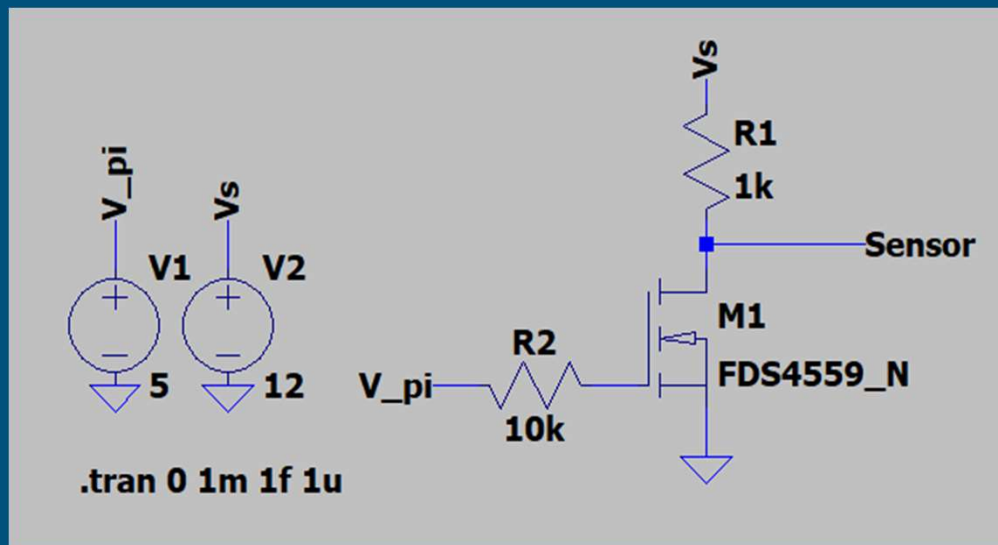 V_pi
Vs
V1
V2
5
12
.tran 0 1m 1f 1u
Vs
R1
1k
Sensor
M1
FDS4559_N
R2
V_pi
10k